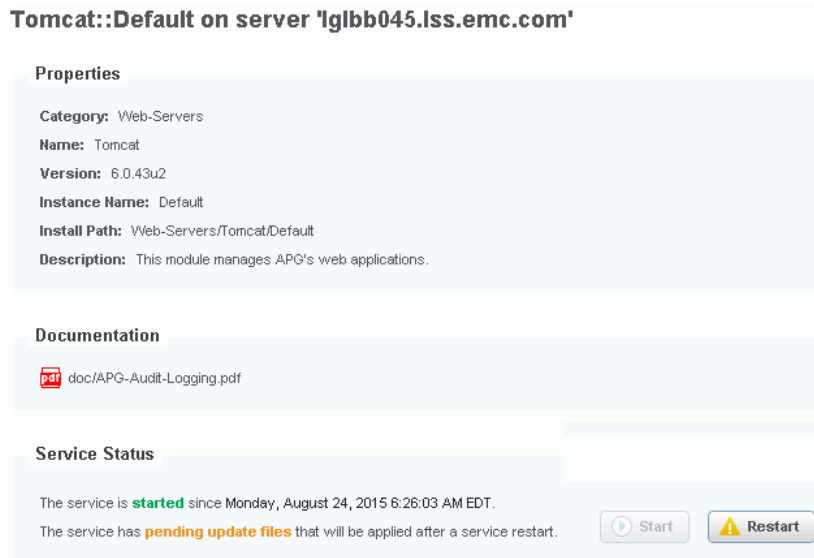 Tomcat::Default on server 'lglbb045.lss.emc.com'
Properties
Category: Web-Servers
Name: Tomcat
Version: 6.0.43u2
Instance Name: Default
Install Path: Web-Servers/Tomcat/Default
Description: This module manages APG's web applications.
Documentation
pdf doc/APG-Audit-Logging.pdf
Service Status
The service is started since Monday, August 24, 2015 6:26:03 AM EDT.
The service has pending update files that will be applied after a service restart.
Start Restart